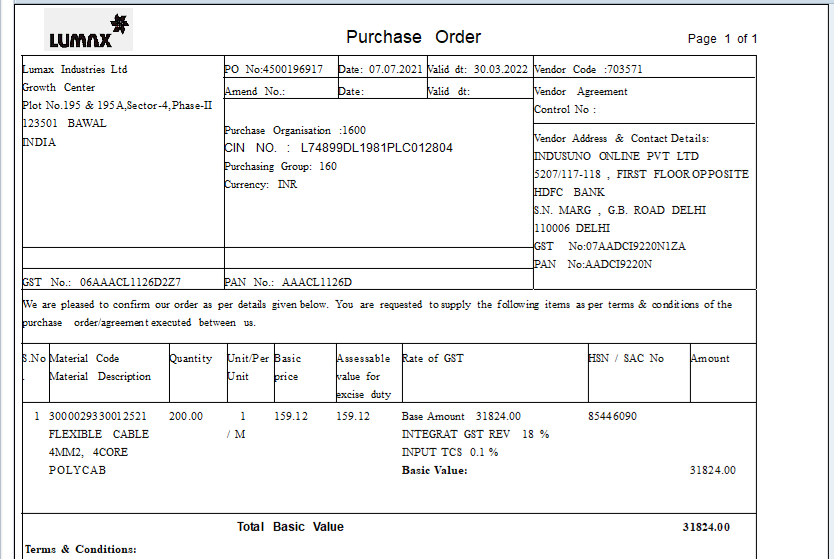 LUMAX
Purchase Order
Page 1 of 1
Lumax Industries Ltd
Growth Center
Plot No.195 & 195A,Sector-4,Phase-II
123501 BAWAL
INDIA
PO No:4500196917 Date: 07.07.2021 Valid dt: 30.03.2022
Amend No.: Date: Valid dt:
Purchase Organisation :1600
CIN NO. : L74899DL1981PLC012804
Purchasing Group: 160
Currency: INR
Vendor Code :703571
Vendor Agreement
Control No :
Vendor Address & Contact Details:
INDUSUNO ONLINE PVT LTD
5207/117-118 , FIRST FLOOR OPPOSITE
HDFC BANK
S.N. MARG , G.B. ROAD DELHI
110006 DELHI
GST No:07AADCI9220N1ZA
PAN No:AADCI9220N
GST No.: 06AAACL1126D2Z7 PAN No.: AAACL1126D
We are pleased to confirm our order as per details given below. You are requested to supply the following items as per terms & conditions of the
purchase order/agreement executed between us.
S.No Material Code Quantity Unit/Per Basic Assessable Rate of GST HSN / SAC No Amount
. Material Description Unit price value for
excise duty
1 3000029330012521 200.00 1 159.12 159.12 Base Amount 31824.00 85446090
FLEXIBLE CABLE / M INTEGRAT GST REV 18 %
4MM2, 4CORE INPUT TCS 0.1 %
POLYCAB Basic Value: 31824.00
Total Basic Value 31824.00
Terms & Conditions: